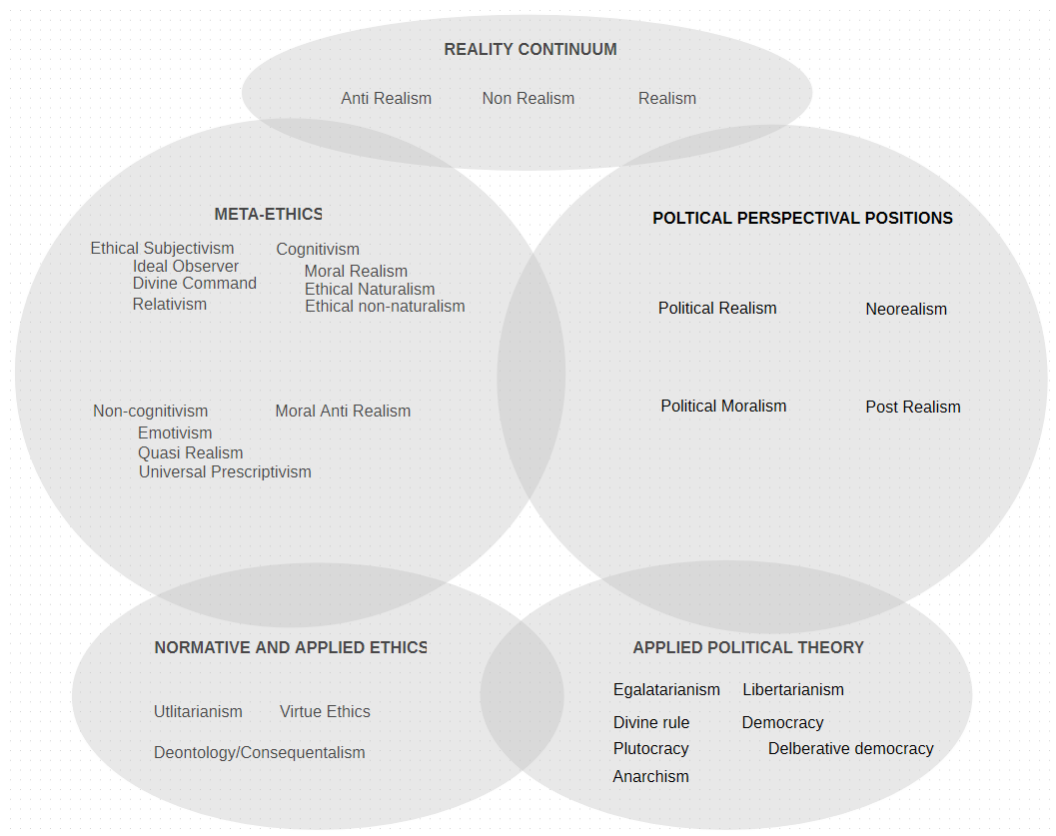 REALITY CONTINUUM
Anti Realism Non Realism Realism
META-ETHICS
Ethical Subjectivism Cognitivism
Ideal Observer Moral Realism
Divine Command Ethical Naturalism
Relativism Ethical non-naturalism
Non-cognitivism Moral Anti Realism
Emotivism
Quasi Realism
Universal Prescriptivism
POLTICAL PERSPECTIVAL POSITIONS
Political Realism Neorealism
Political Moralism Post Realism
NORMATIVE AND APPLIED ETHICS
Utlitarianism Virtue Ethics
Deontology/Consequentalism
APPLIED POLITICAL THEORY
Egalatarianism Libertarianism
Divine rule Democracy
Plutocracy Delberative democracy
Anarchism